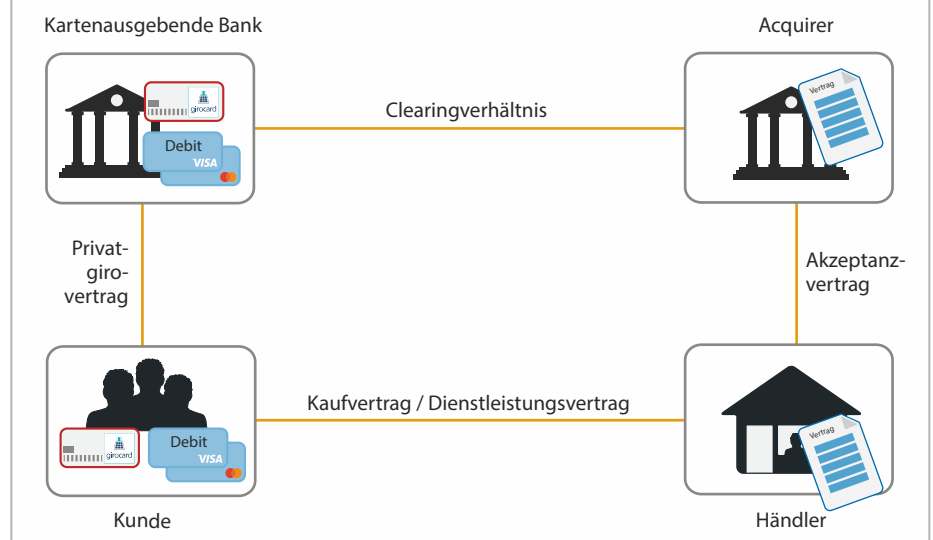 Kartenausgebende Bank
Acquirer
girocard
Debit
VISA
Vertrag
Clearingverhältnis
Privat-
giro-
vertrag
Akzeptanz-
vertrag
Kaufvertrag / Dienstleistungsvertrag
girocard
Debit
VISA
Vertrag
Kunde
Händler